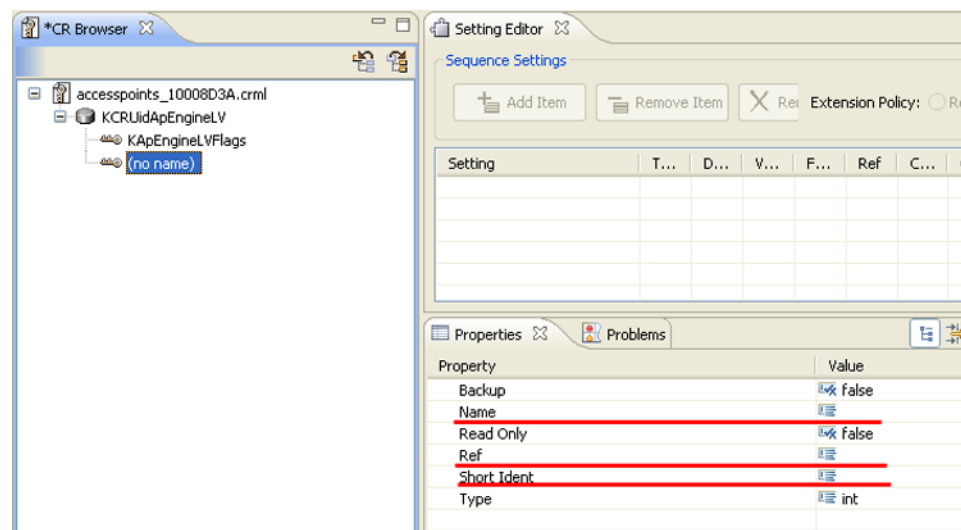 *CR Browser
accesspoints_10008D3A.crml
KCRUidApEngineLV
KApEngineLVFlags
(no name)
Setting Editor
Sequence Settings
Add Item Remove Item Re Extension Policy: R
Setting T... D... V... F... Ref C...
Properties Problems
Property Value
Backup false
Name
Read Only false
Ref
Short Ident
Type int